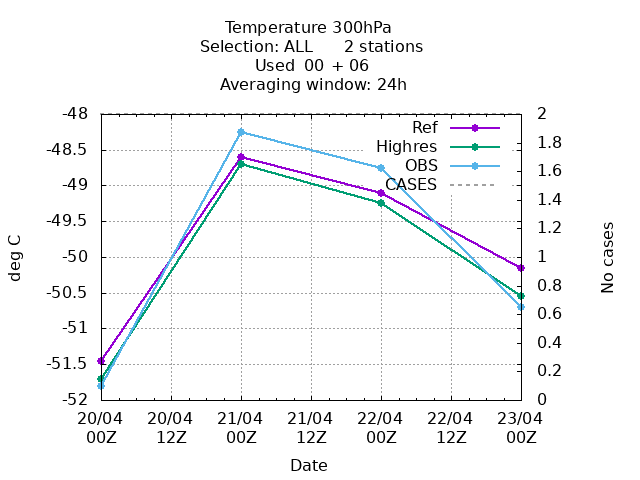 Temperature 300hPa
Selection: ALL 2 stations
Used 00 + 06
Averaging window: 24h
Ref
Highres
OBS
CASES
deg C
-48
-48.5
-49
-49.5
-50
-50.5
-51
-51.5
-52
2
1.8
1.6
1.4
1.2
1
0.8
0.6
0.4
0.2
0
No cases
20/04 20/04 21/04 21/04 22/04 22/04 23/04
00Z 12Z 00Z 12Z 00Z 12Z 00Z
Date